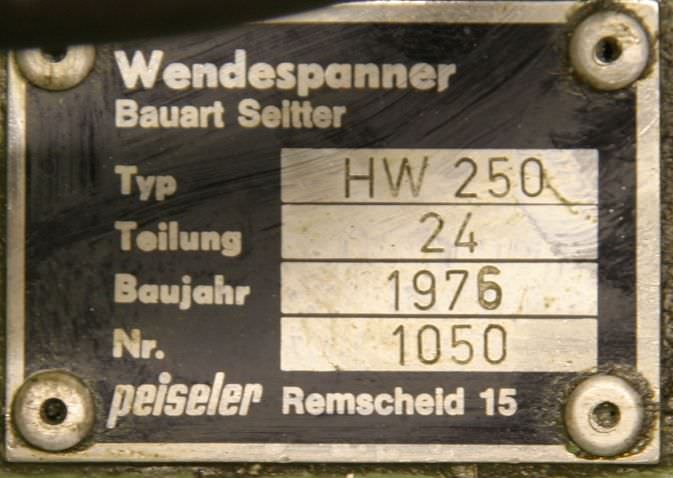 Wendespanner
Bauart Seitter
Typ HW 250
Teilung 24
Baujahr 1976
Nr. 1050
peiseler Remscheid 15